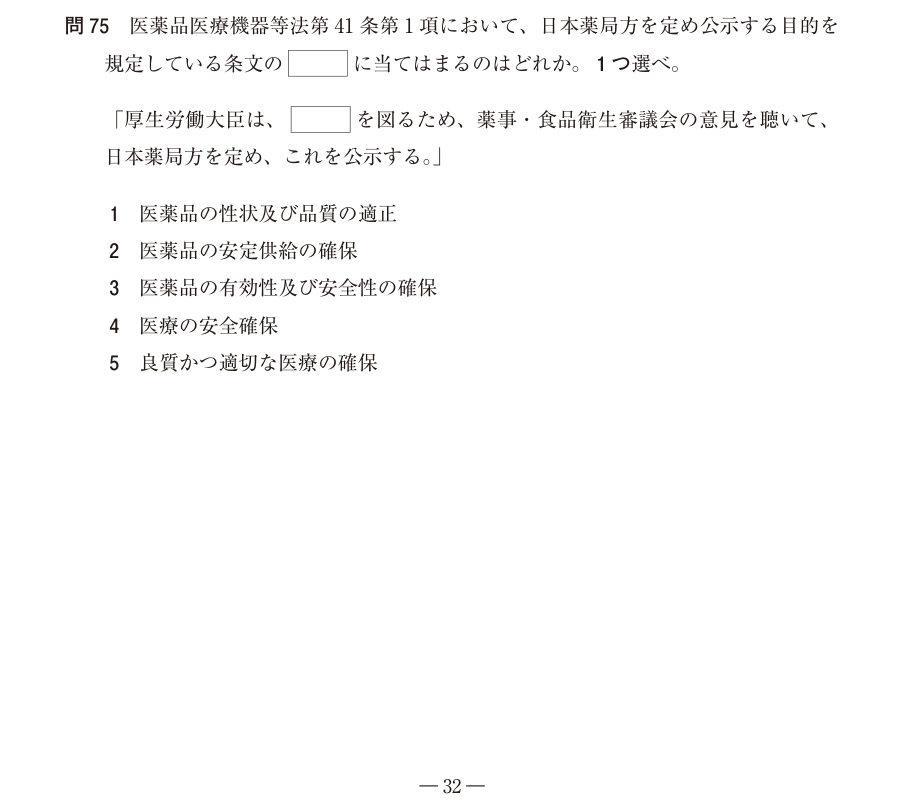 問 75 医薬品医療機器等法第 41 条第 1 項において、日本薬局方を定め公示する目的を
規定している条文の に当てはまるのはどれか。1つ選べ。
「厚生労働大臣は、 を図るため、薬事・食品衛生審議会の意見を聴いて、
日本薬局方を定め、これを公示する。」
1 医薬品の性状及び品質の適正
2 医薬品の安定供給の確保
3 医薬品の有効性及び安全性の確保
4 医療の安全確保
5 良質かつ適切な医療の確保
— 32 —